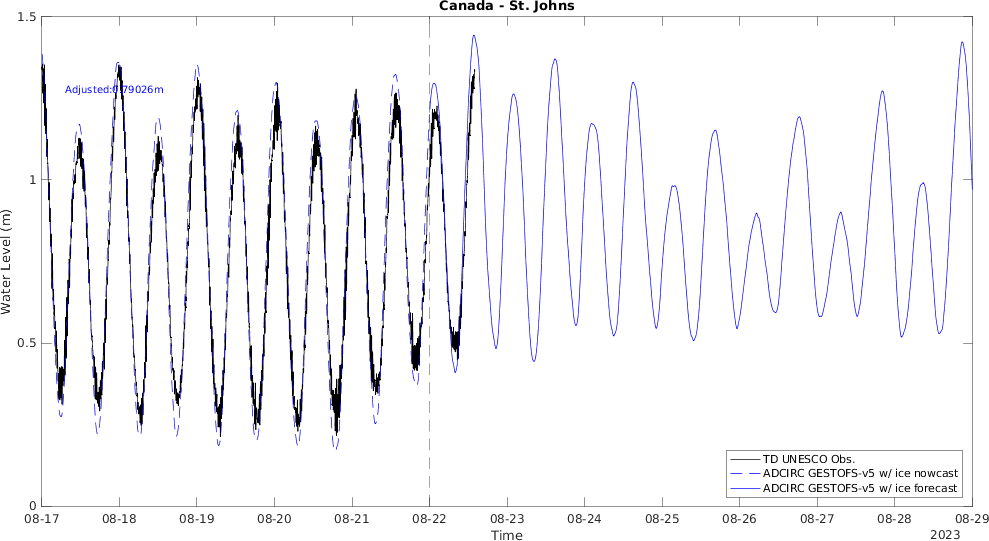 Canada - St. Johns
1.5
Adjusted:0.79026m
1
Water Level (m)
0.5
TD UNESCO Obs.
ADCIRC GESTOFS-v5 w/ ice nowcast
ADCIRC GESTOFS-v5 w/ ice forecast
0
08-17 08-18 08-19 08-20 08-21 08-22 08-23 08-24 08-25 08-26 08-27 08-28 08-29
Time
2023